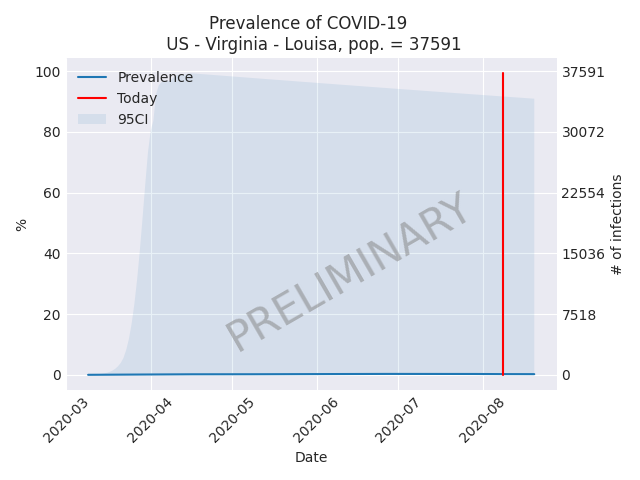 Prevalence of COVID-19
US - Virginia - Louisa, pop. = 37591
Prevalence
Today
95CI
100
80
60
40
20
0
%
37591
30072
22554
15036
7518
0
# of infections
PRELIMINARY
2020-03
2020-04
2020-05
2020-06
2020-07
2020-08
Date